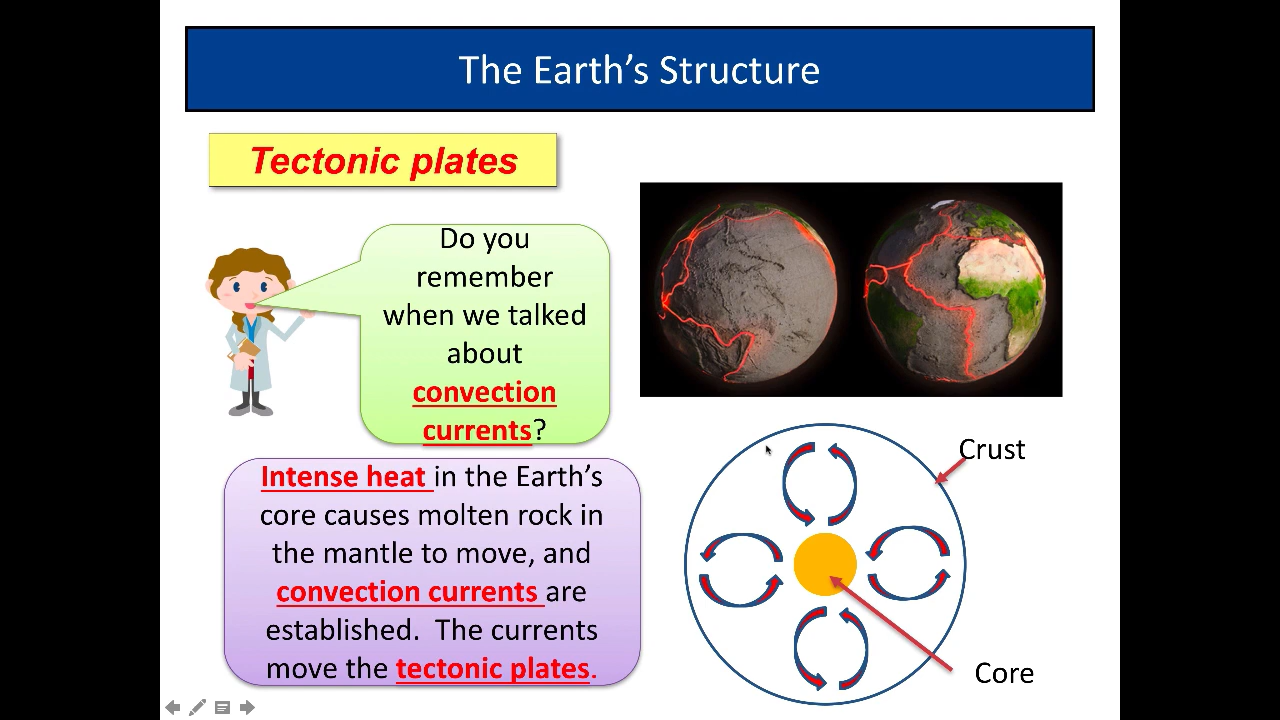 The Earth’s Structure
Tectonic plates
Do you
remember
when we talked
about
convection
currents?
Intense heat in the Earth’s
core causes molten rock in
the mantle to move, and
convection currents are
established.  The currents
move the tectonic plates.
Crust
Core